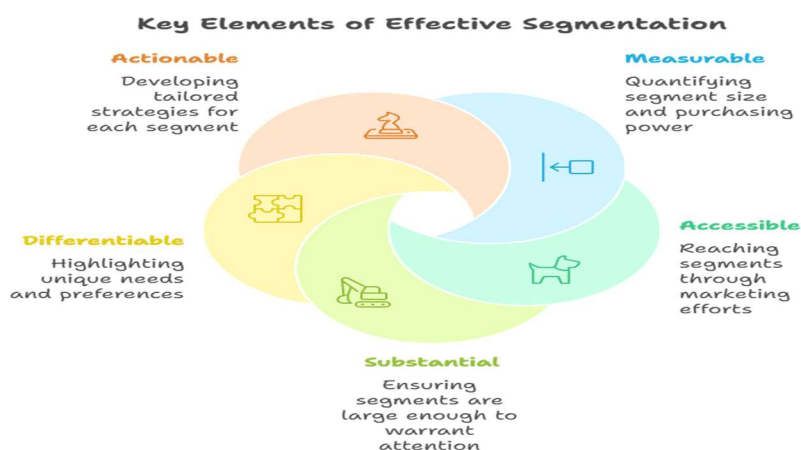 Key Elements of Effective Segmentation
Actionable
Developing
tailored
strategies for
each segment
Measurable
Quantifying
segment size
and purchasing
power
Differentiable
Highlighting
unique needs
and preferences
Accessible
Reaching
segments
through
marketing
efforts
Substantial
Ensuring
segments are
large enough to
warrant
attention